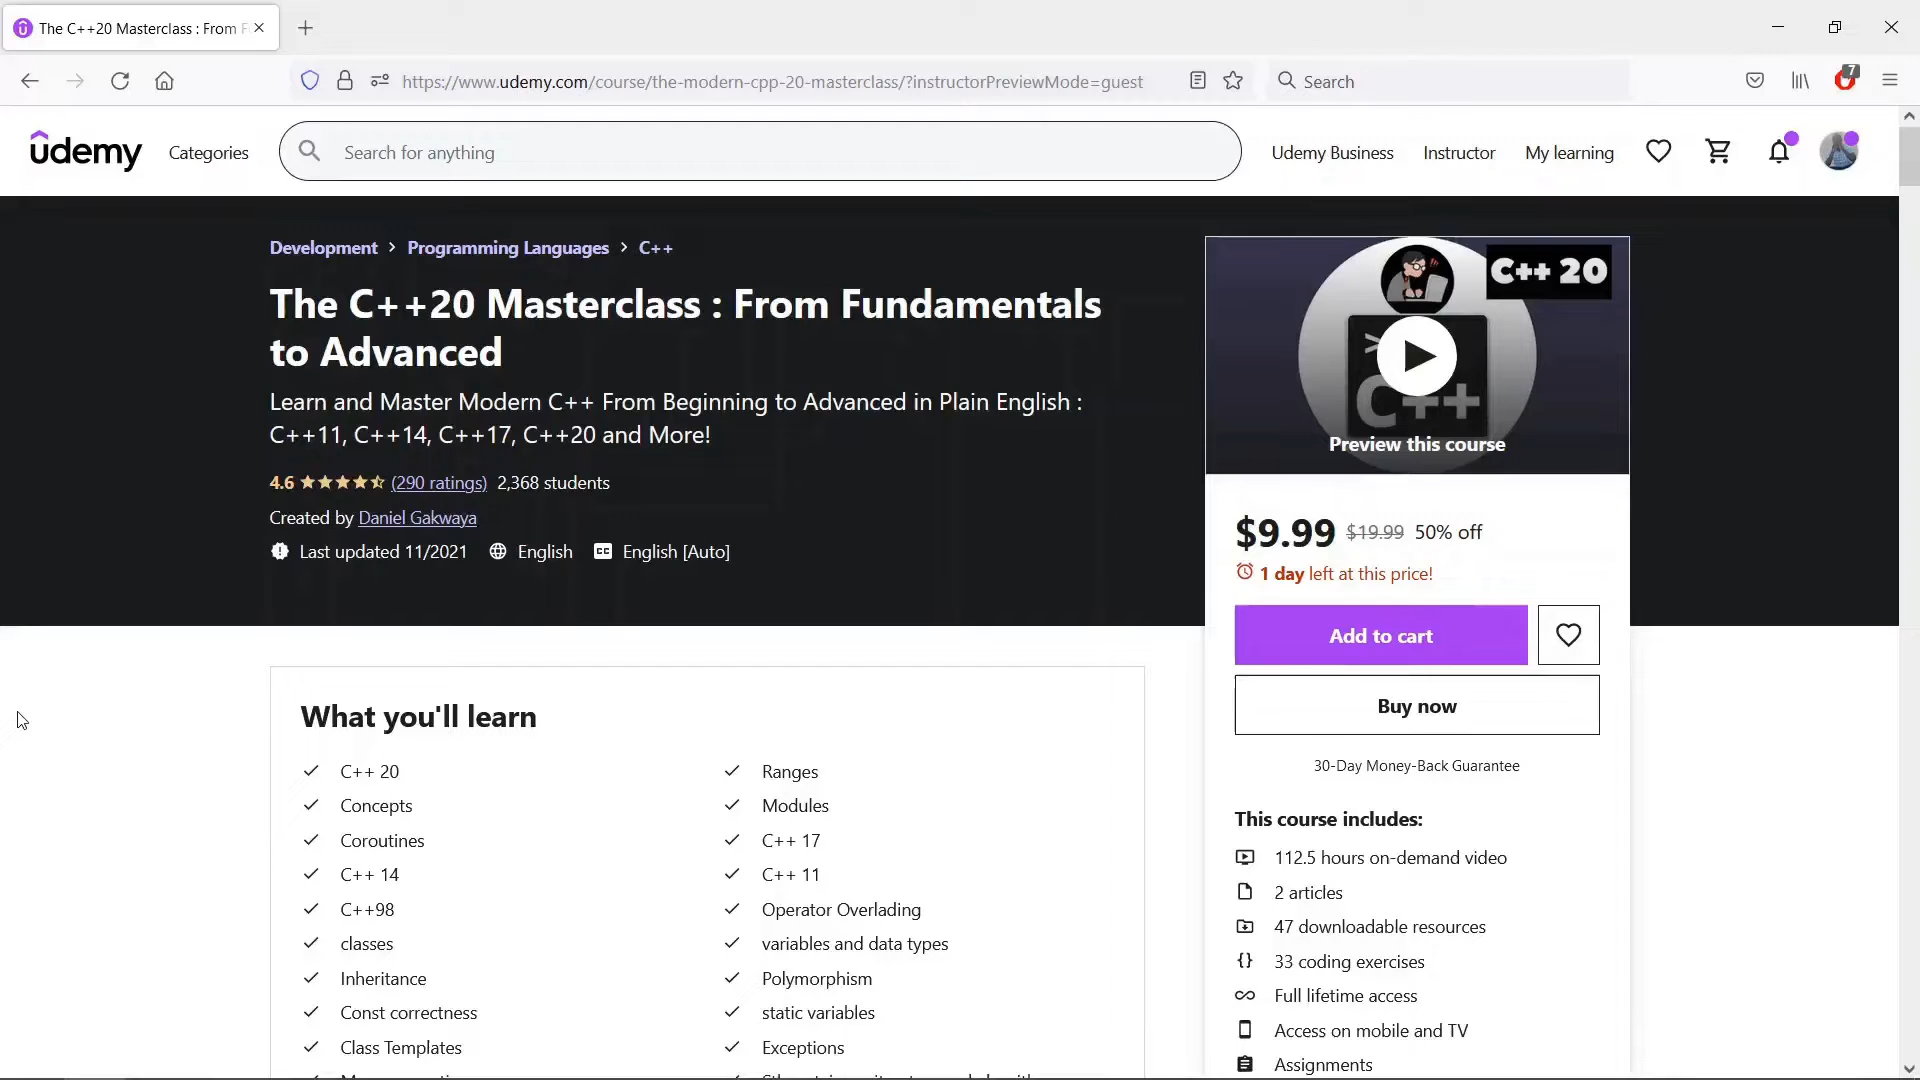 The C++20 Masterclass : From F
https://www.udemy.com/course/the-modern-cpp-20-masterclass/?instructorPreviewMode=guest
Search
7
udemy
Categories
Search for anything
Udemy Business
Instructor
My learning
Development > Programming Languages > C++
The C++20 Masterclass : From Fundamentals
to Advanced
Learn and Master Modern C++ From Beginning to Advanced in Plain English :
C++11, C++14, C++17, C++20 and More!
4.6 (290 ratings) 2,368 students
Created by Daniel Gakwaya
Last updated 11/2021 English CC English [Auto]
C++ 20
>
C++
Preview this course
$9.99 $19.99 50% off
1 day left at this price!
Add to cart
Buy now
30-Day Money-Back Guarantee
This course includes:
112.5 hours on-demand video
2 articles
47 downloadable resources
{} 33 coding exercises
Full lifetime access
Access on mobile and TV
Assignments
What you'll learn
C++ 20
Concepts
Coroutines
C++ 14
C++98
classes
Inheritance
Const correctness
Class Templates
Ranges
Modules
C++ 17
C++ 11
Operator Overlading
variables and data types
Polymorphism
static variables
Exceptions